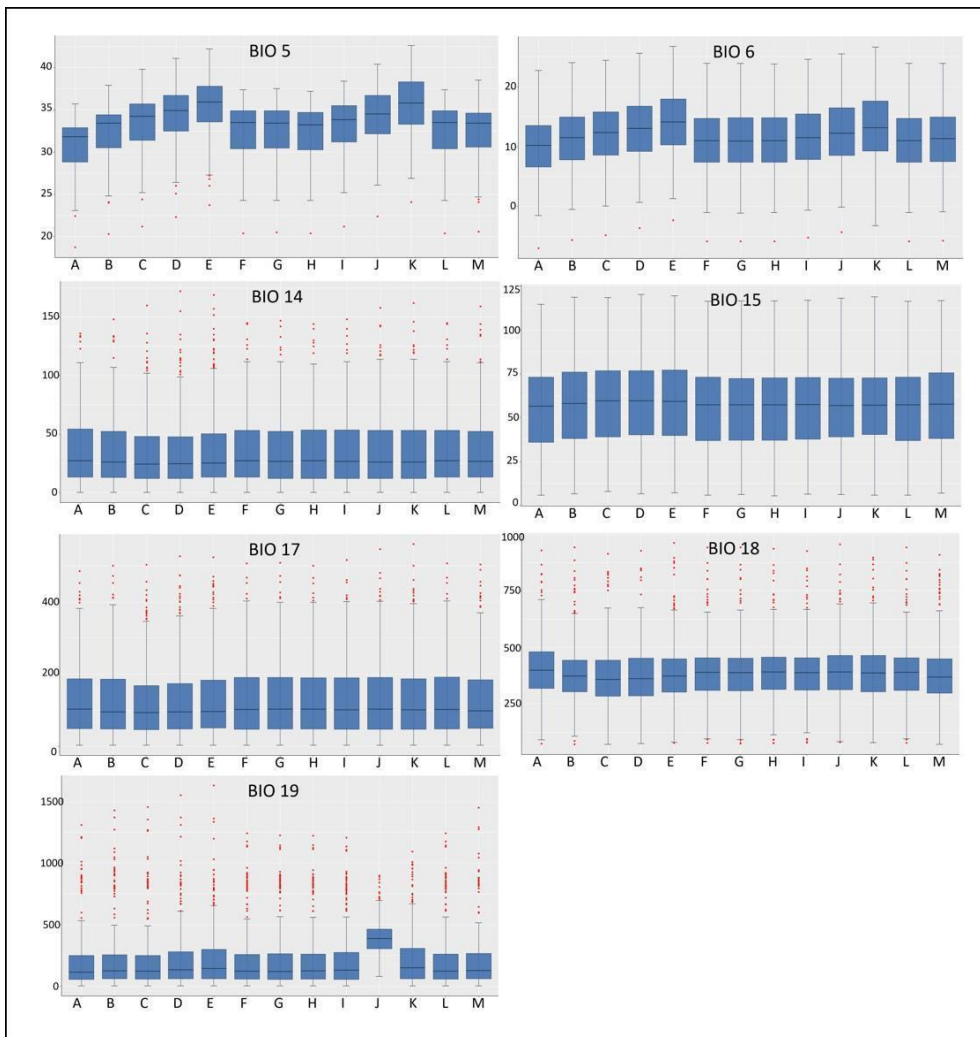 BIO 5
40
35
30
25
20
A B C D E F G H I J K L M
BIO 6
20
10
0
A B C D E F G H I J K L M
BIO 14
150
100
50
0
A B C D E F G H I J K L M
BIO 15
125
100
75
50
25
0
A B C D E F G H I J K L M
BIO 17
400
200
0
A B C D E F G H I J K L M
BIO 18
1000
750
500
250
A B C D E F G H I J K L M
BIO 19
1500
1000
500
0
A B C D E F G H I J K L M